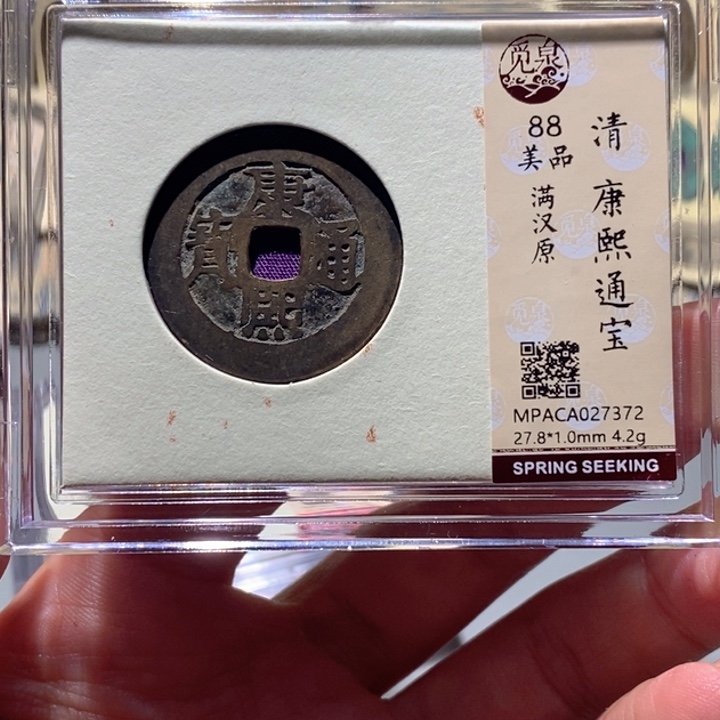 觅泉
88
美品
满汉原
清 康熙通宝
MPACA027372
27.8*1.0mm 4.2g
SPRING SEEKING
康
熙
通